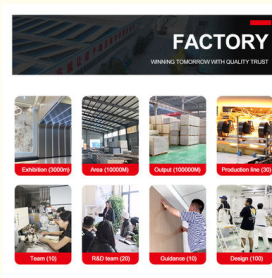 FACTORY
WINNING TOMORROW WITH QUALITY TRUST
Exhibition (3000m)
Area (10000M)
Output (100000M)
Production line (30)
Team (10)
R&D team (20)
Guidance (10)
Design (100)